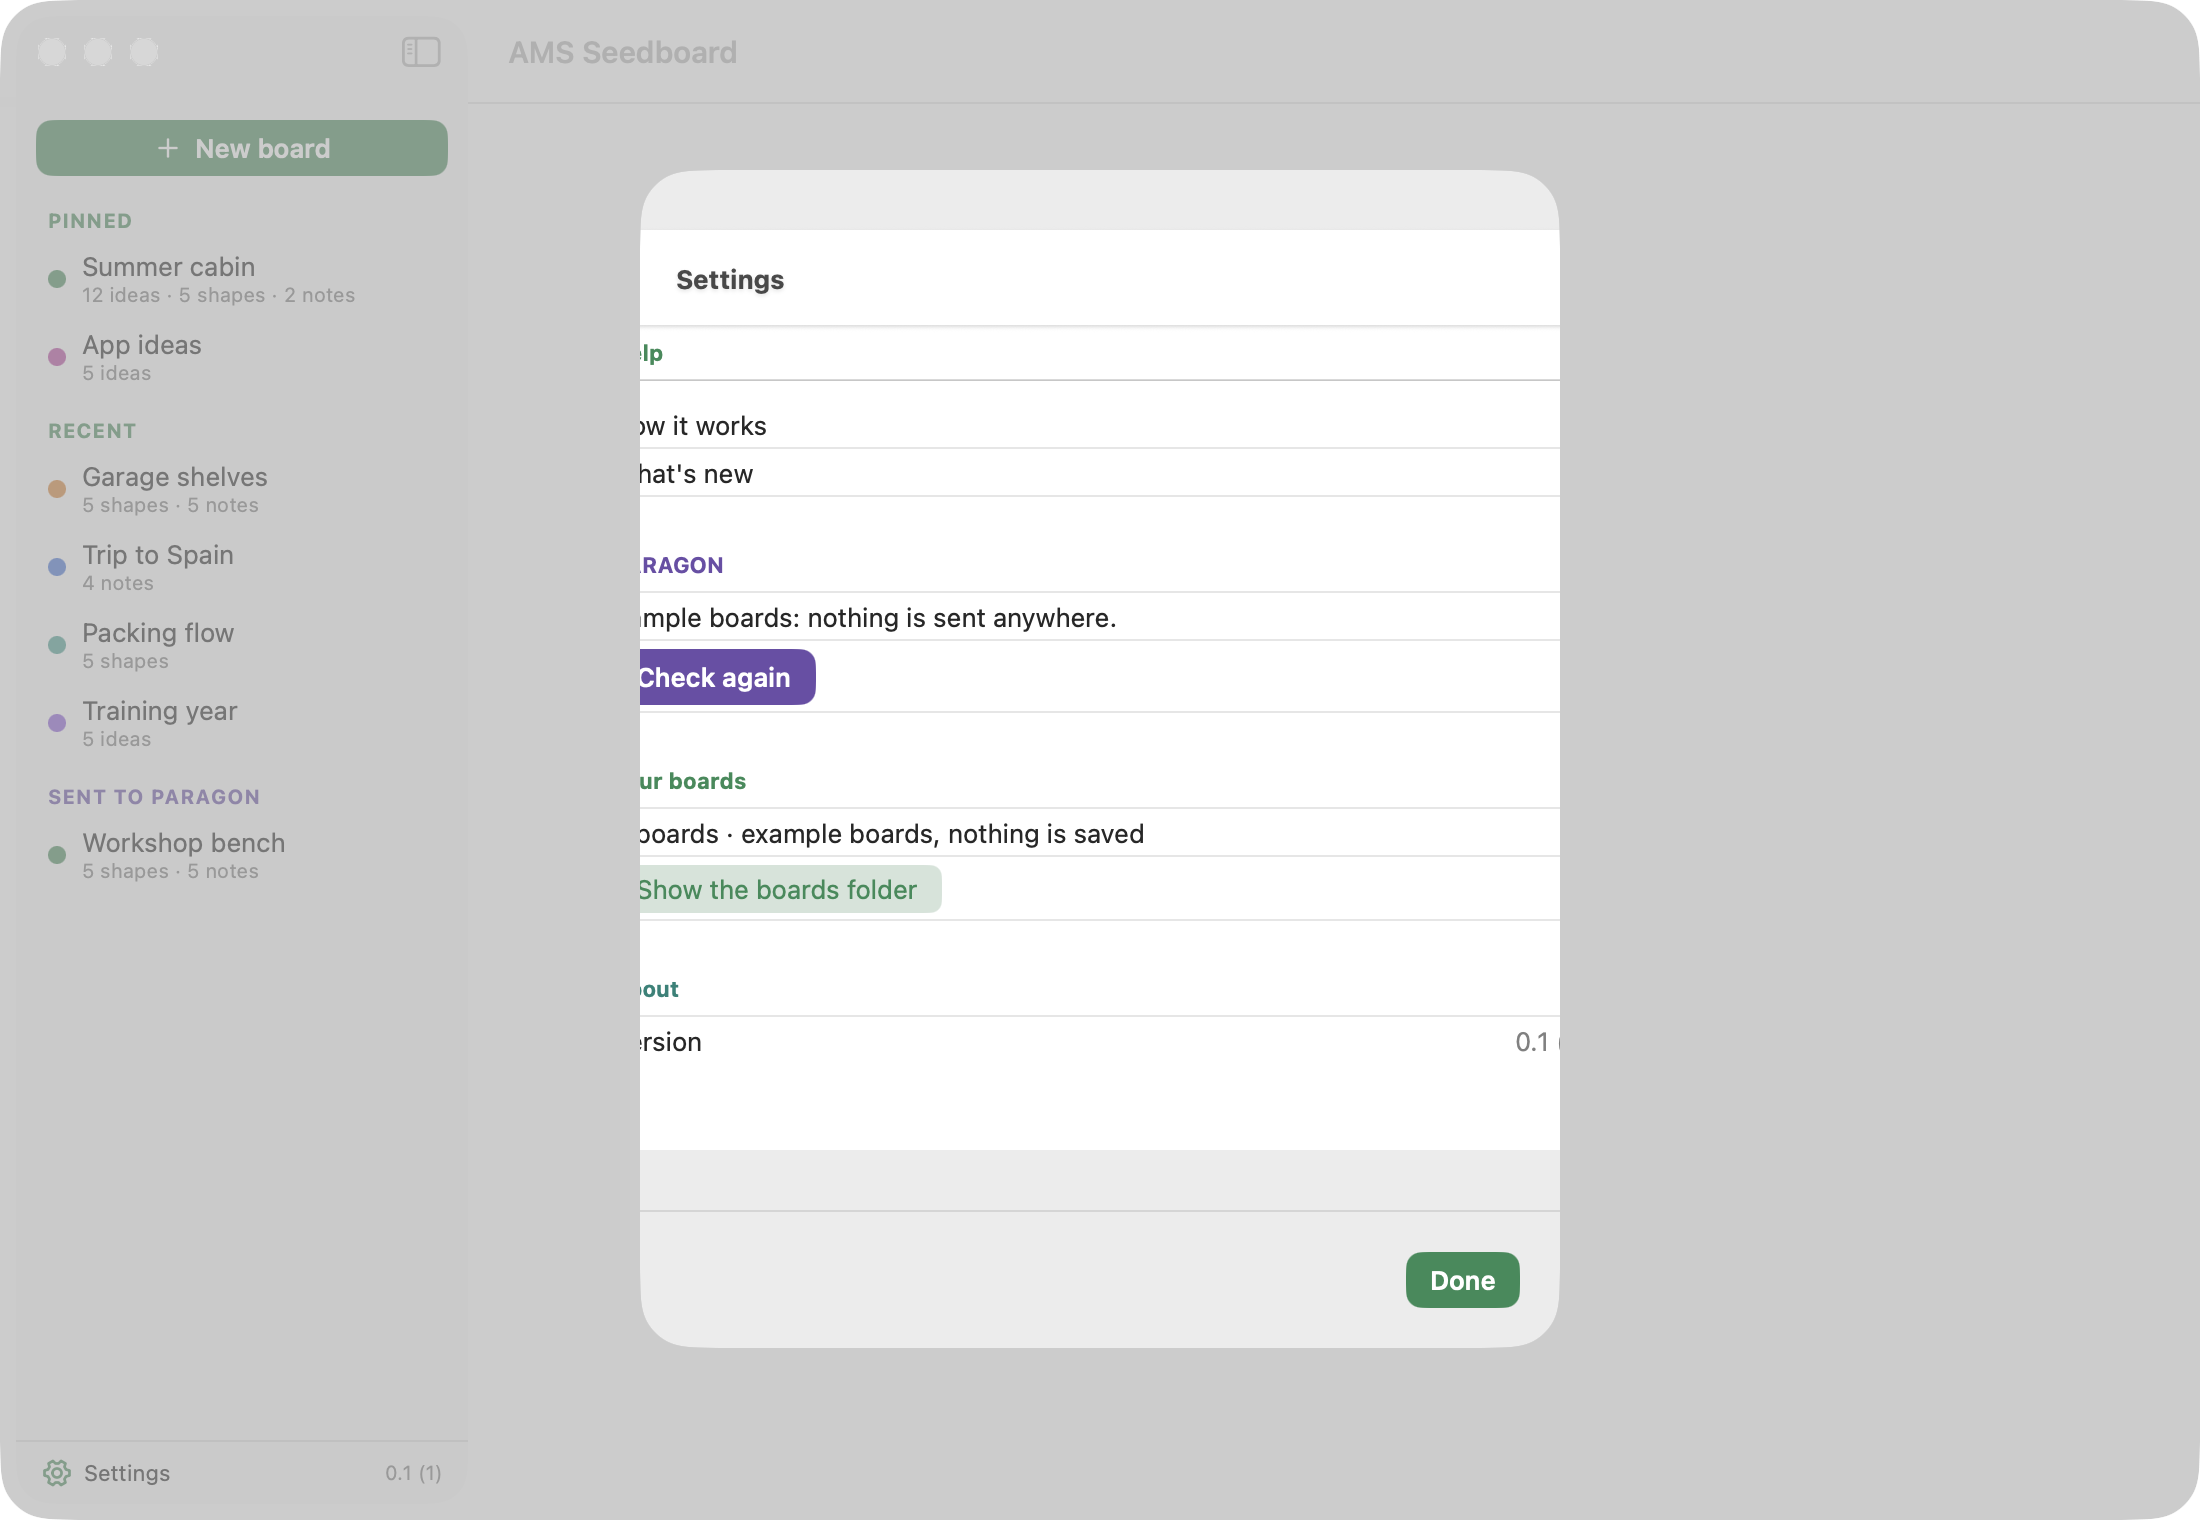 AMS Seedboard
+ New board
PINNED
Summer cabin
12 ideas · 5 shapes · 2 notes
App ideas
5 ideas
RECENT
Garage shelves
5 shapes · 5 notes
Trip to Spain
4 notes
Packing flow
5 shapes
Training year
5 ideas
SENT TO PARAGON
Workshop bench
5 shapes · 5 notes
Settings
0.1 (1)
Settings
elp
ow it works
hat's new
RAGON
mple boards: nothing is sent anywhere.
Check again
ur boards
boards · example boards, nothing is saved
Show the boards folder
out
ersion
0.1 (
Done